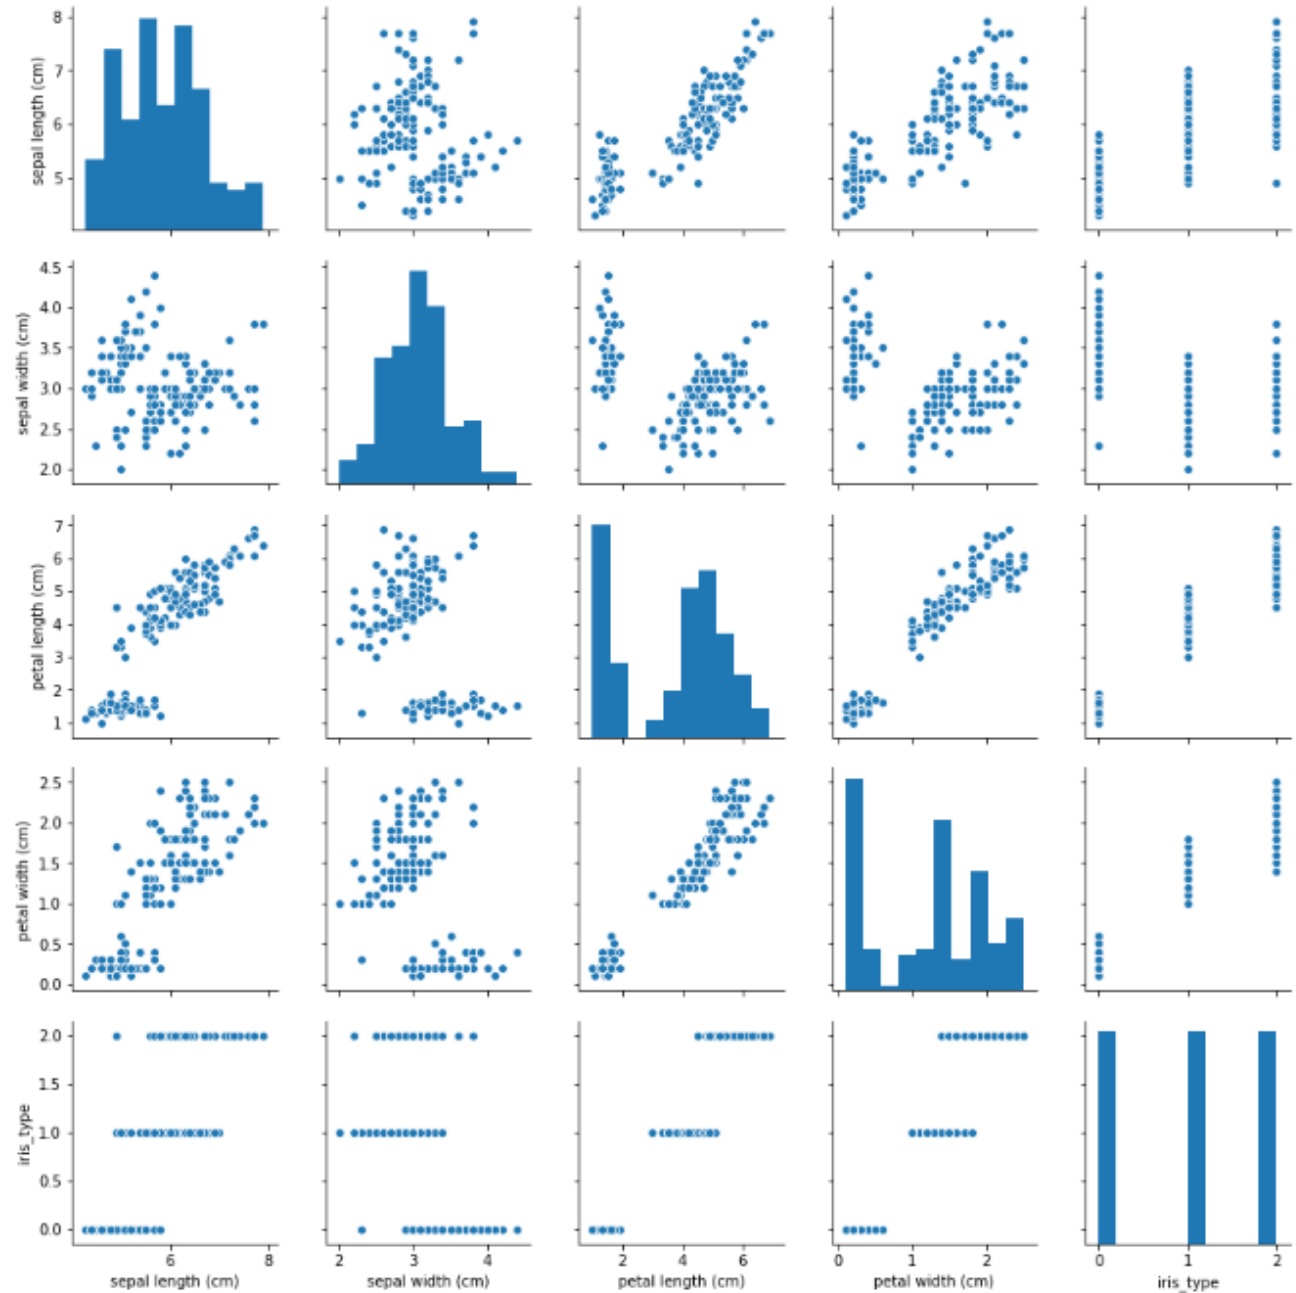 8
7
6
5
sepal length (cm)
4.5
4.0
3.5
3.0
2.5
2.0
sepal width (cm)
7
6
5
4
3
2
1
petal length (cm)
2.5
2.0
1.5
1.0
0.5
0.0
petal width (cm)
2.0
1.5
1.0
0.5
0.0
iris_type
6 8
sepal length (cm)
2 3 4
sepal width (cm)
2 4 6
petal length (cm)
0 1 2
petal width (cm)
0 1 2
iris_type